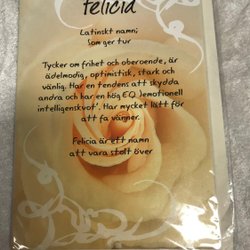 Felicia
Latinskt namn;
Som ger tur
Tycker om frihet och oberoende, är
ädelmodig, optimistisk, stark och
vänlig. Har en tendens att skydda
andra och har en hög EQ )emotionell
intelligenskvot'. Har mycket lätt för
att få vänner.
Felicia är ett namn
att vara stolt över